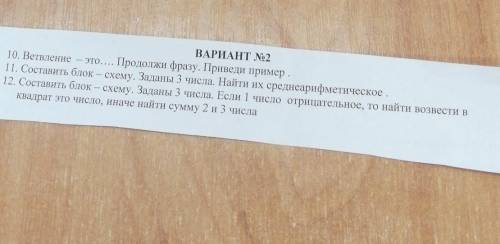 ВАРИАНТ №2
10. Ветвление – это…. Продолжи фразу. Приведи пример .
11. Составить блок – схему. Заданы 3 числа. Найти их среднеарифметическое .
12. Составить блок – схему. Заданы 3 числа. Если 1 число отрицательное, то найти возвести в
квадрат это число, иначе найти сумму 2 и 3 числа